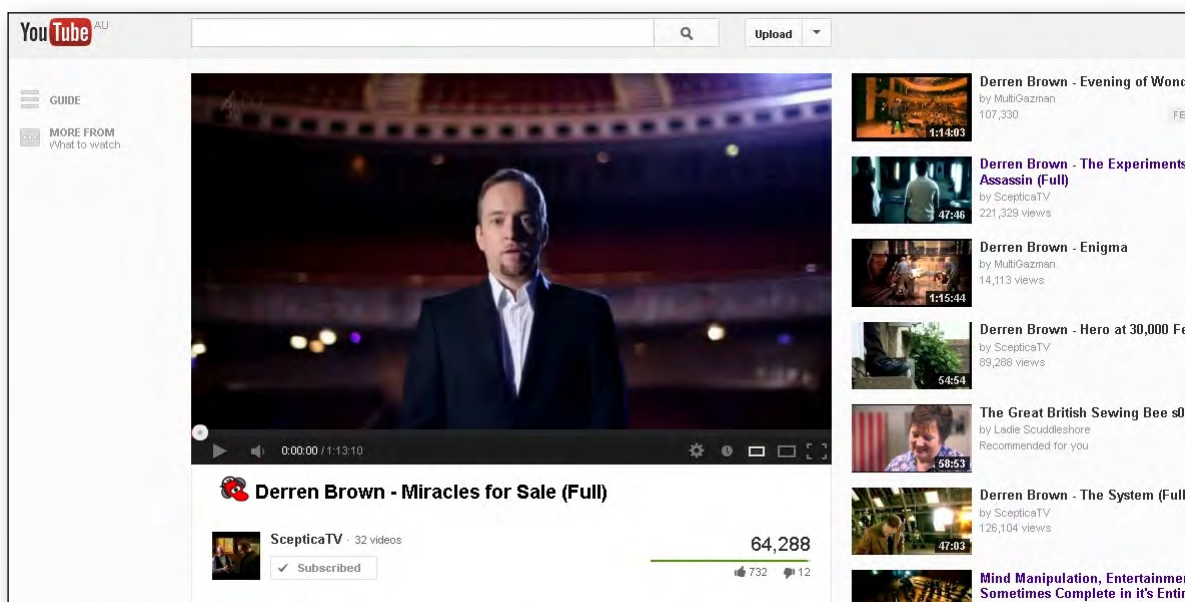 YouTube AU
Upload
GUIDE
MORE FROM
What to watch
4
0:00:00 / 1:13:10
Derren Brown - Miracles for Sale (Full)
ScepticaTV · 32 videos
Subscribed
64,288
732 12
Derren Brown - Evening of Wond
by MultiGazman
107,330
FE
1:14:03
Derren Brown - The Experiments
Assassin (Full)
by ScepticaTV
221,329 views
47:46
Derren Brown - Enigma
by MultiGazman
14,113 views
1:15:44
Derren Brown - Hero at 30,000 Fe
by ScepticaTV
89,288 views
54:54
The Great British Sewing Bee s0
by Ladie Scuddleshore
Recommended for you
58:53
Derren Brown - The System (Full
by ScepticaTV
126,104 views
47:03
Mind Manipulation, Entertainmen
Sometimes Complete in it's Entir